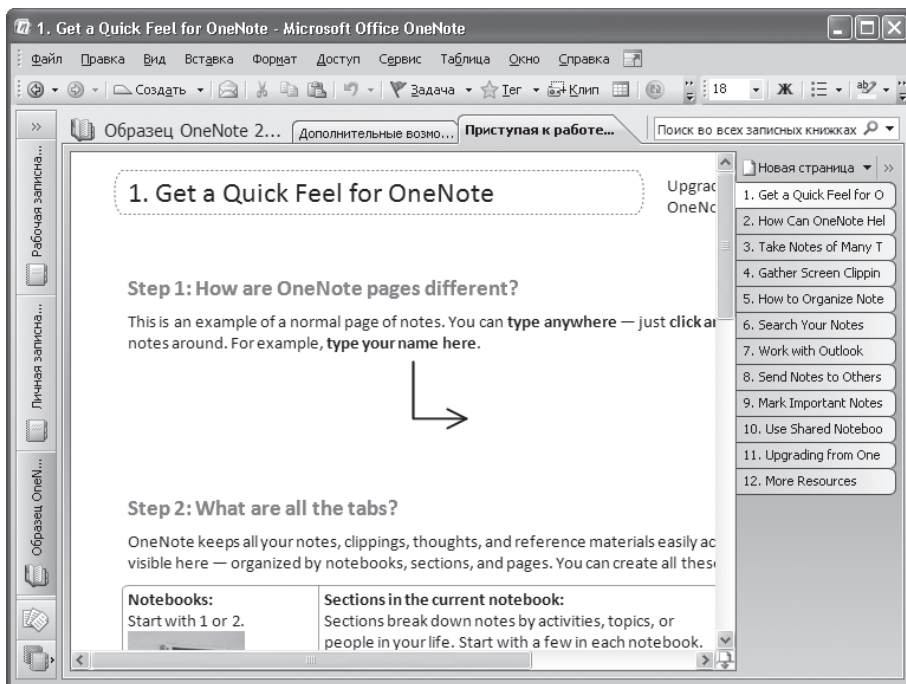 1. Get a Quick Feel for OneNote - Microsoft Office OneNote
Файл Правка Вид Вставка Формат Доступ Сервис Таблица Окно Справка
Создать Задача Тег Клип 18 Ж ab
Образец OneNote 2... Дополнительные возмо... Приступая к работе... Поиск во всех записных книжках
Рабочая записна...
Личная записна...
Образец OneN...
1. Get a Quick Feel for OneNote
Upgrad
OneNo
Step 1: How are OneNote pages different?
This is an example of a normal page of notes. You can type anywhere — just click an
notes around. For example, type your name here.
Step 2: What are all the tabs?
OneNote keeps all your notes, clippings, thoughts, and reference materials easily ac
visible here — organized by notebooks, sections, and pages. You can create all these
Notebooks:
Start with 1 or 2.
Sections in the current notebook:
Sections break down notes by activities, topics, or
people in your life. Start with a few in each notebook.
Новая страница
1. Get a Quick Feel for O
2. How Can OneNote Hel
3. Take Notes of Many T
4. Gather Screen Clippin
5. How to Organize Note
6. Search Your Notes
7. Work with Outlook
8. Send Notes to Others
9. Mark Important Notes
10. Use Shared Noteboo
11. Upgrading from One
12. More Resources